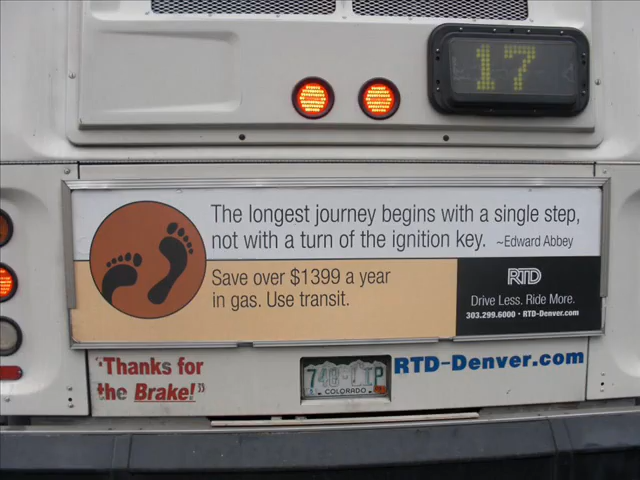 17
The longest journey begins with a single step,
not with a turn of the ignition key. ~Edward Abbey
Save over $1399 a year
in gas. Use transit.
RTD
Drive Less. Ride More.
303.299.6000 • RTD-Denver.com
"Thanks for
the Brake!"
COLORADO
RTD-Denver.com